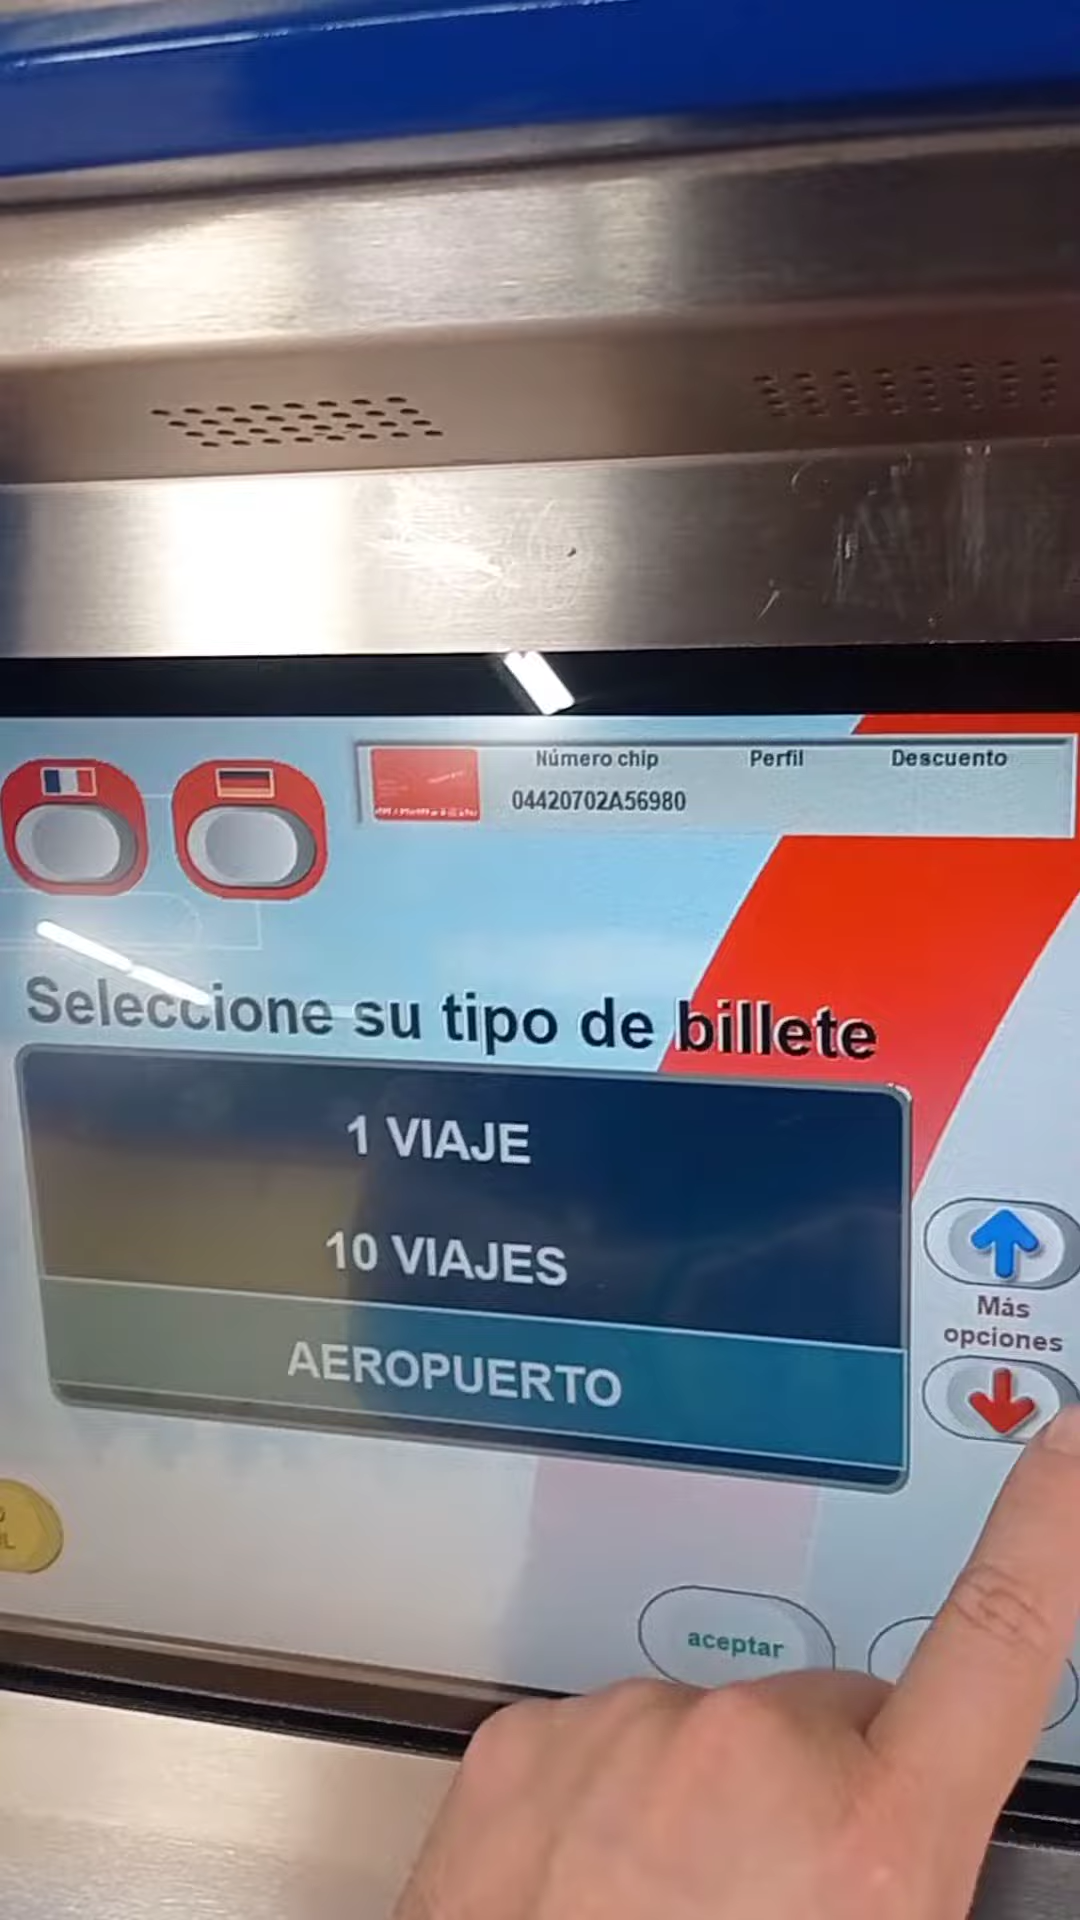 Número chip Perfil Descuento
04420702A56980
Seleccione su tipo de billete
1 VIAJE
10 VIAJES
AEROPUERTO
Más
opciones
aceptar